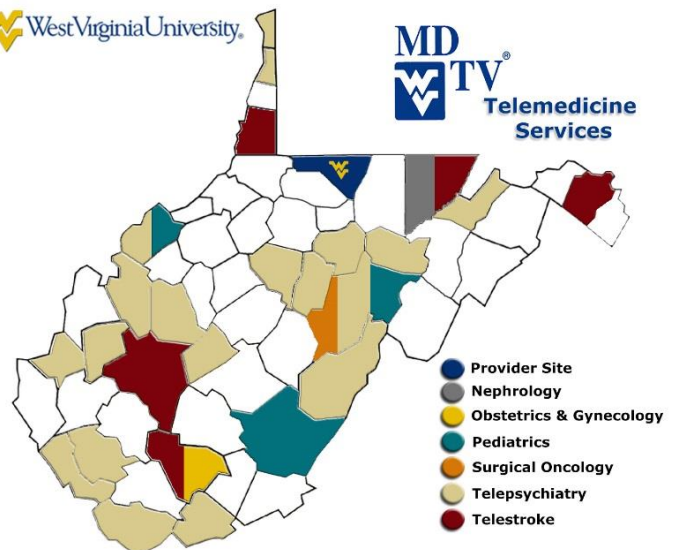 WestVirginiaUniversity®
MD
TV®
Telemedicine
Services
Provider Site
Nephrology
Obstetrics & Gynecology
Pediatrics
Surgical Oncology
Telepsychiatry
Telestroke